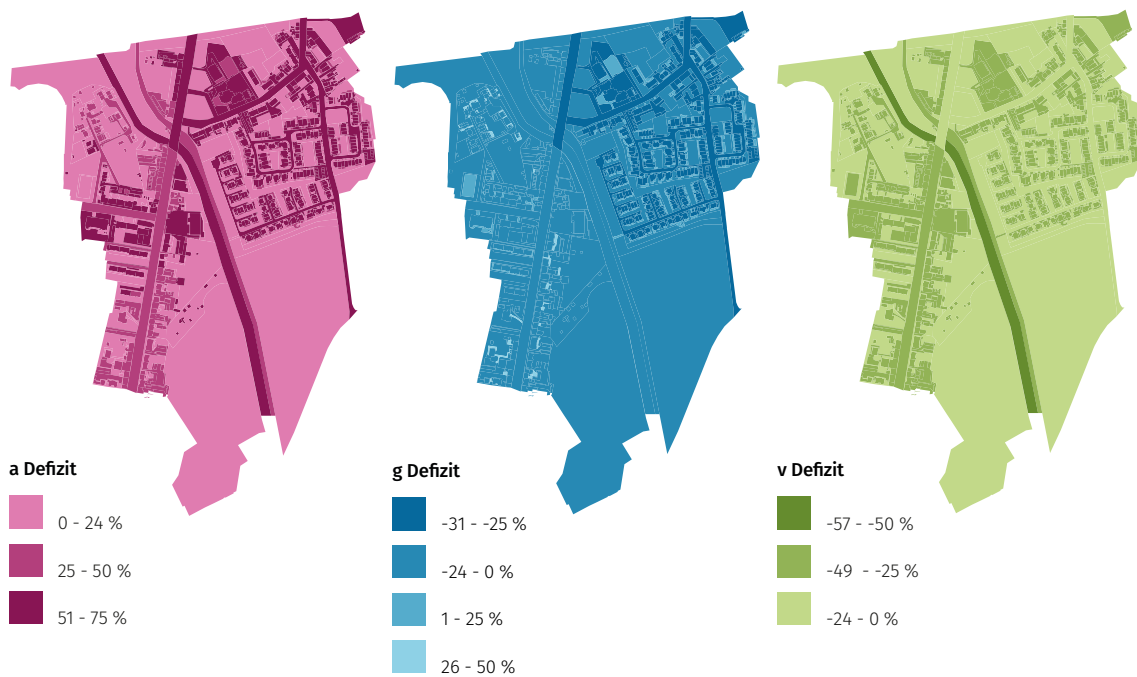 a Defizit
0 - 24 %
25 - 50 %
51 - 75 %
g Defizit
-31 - -25 %
-24 - 0 %
1 - 25 %
26 - 50 %
v Defizit
-57 - -50 %
-49 - -25 %
-24 - 0 %